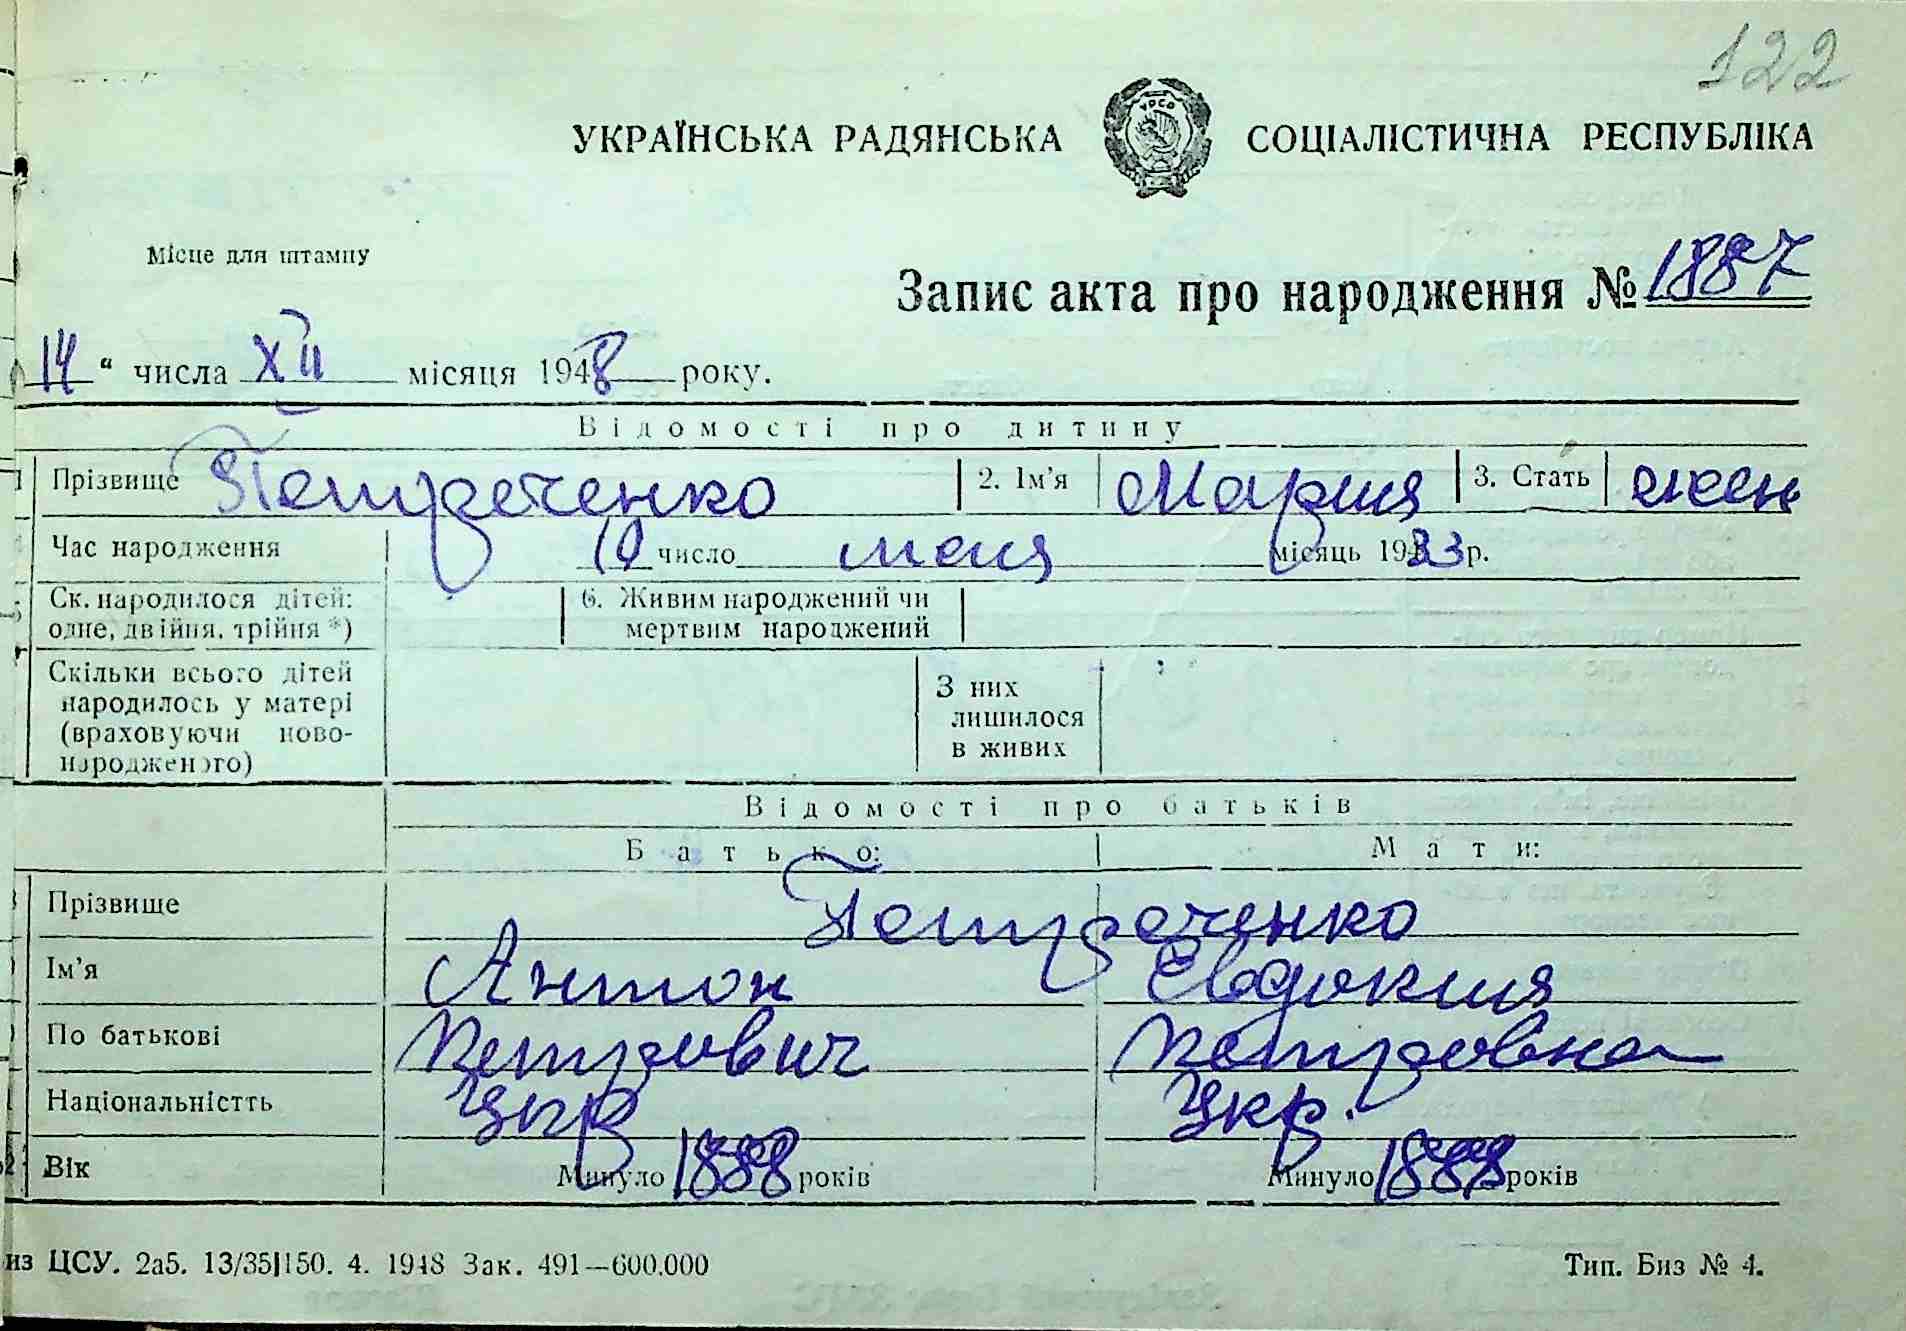 122
УКРАЇНСЬКА РАДЯНСЬКА СОЦІАЛІСТИЧНА РЕСПУБЛІКА
УРСР
Місце для штампу
Запис акта про народження № 1887
14 " числа XII місяця 1948 року.
Відомості про дитину
1 Прізвище Петреченко 2. Ім'я Мария 3. Стать жен
Час народження 10 число мая місяць 1933 р.
Ск. народилося дітей: одне, двійня, трійня *) 6. Живим народжений чи мертвим народжений
Скільки всього дітей народилось у матері (враховуючи ново-народженого) З них лишилося в живих
Відомості про батьків
Батько: Мати:
Прізвище Петреченко
Ім'я Антон Евдокия
По батькові Петрович Петровна
Національністть Укр Укр.
Вік Минуло 1888 років Минуло років
из ЦСУ. 2а5. 13/35|150. 4. 1948 Зак. 491—600.000 Тип. Биз № 4.